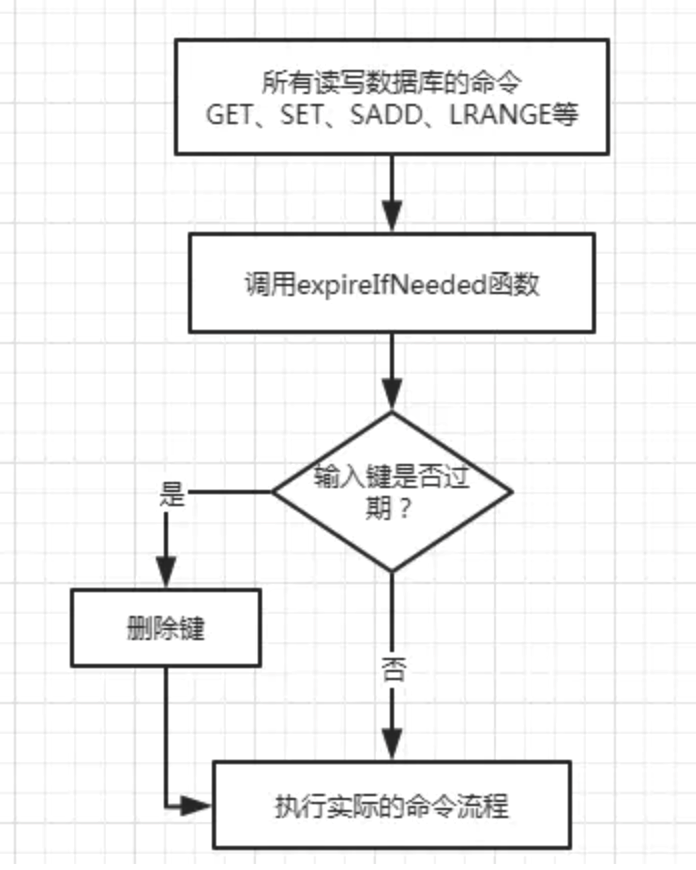 所有读写数据库的命令
GET、SET、SADD、LRANGE等
调用expireIfNeeded函数
输入键是否过
期？
是
删除键
否
执行实际的命令流程